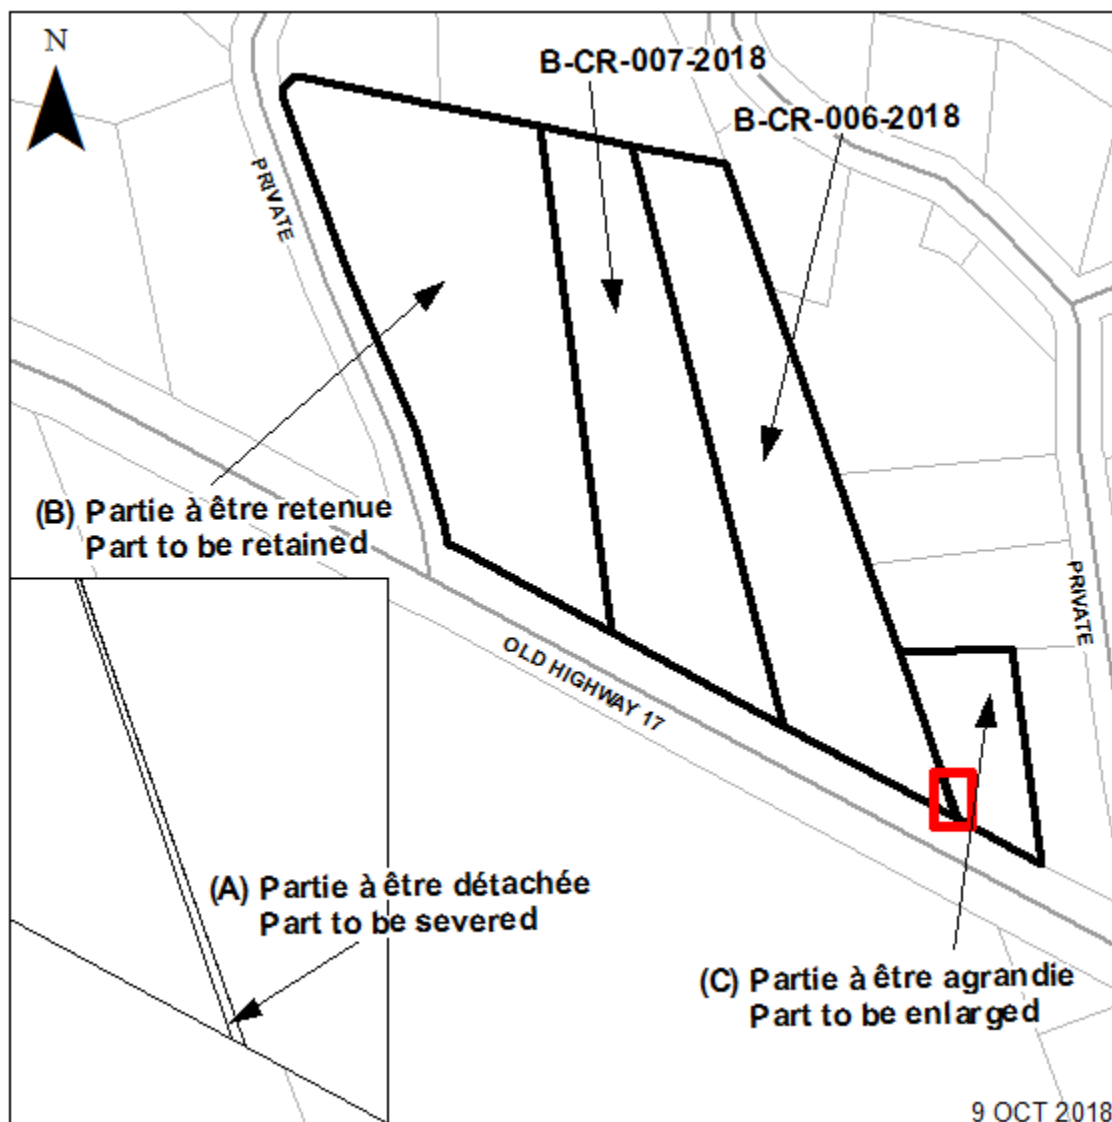 N
B-CR-007-2018
B-CR-006-2018
PRIVATE
(B) Partie à être retenue
Part to be retained
PRIVATE
OLD HIGHWAY 17
(A) Partie à être détachée
Part to be severed
(C) Partie à être agrandie
Part to be enlarged
9 OCT 2018